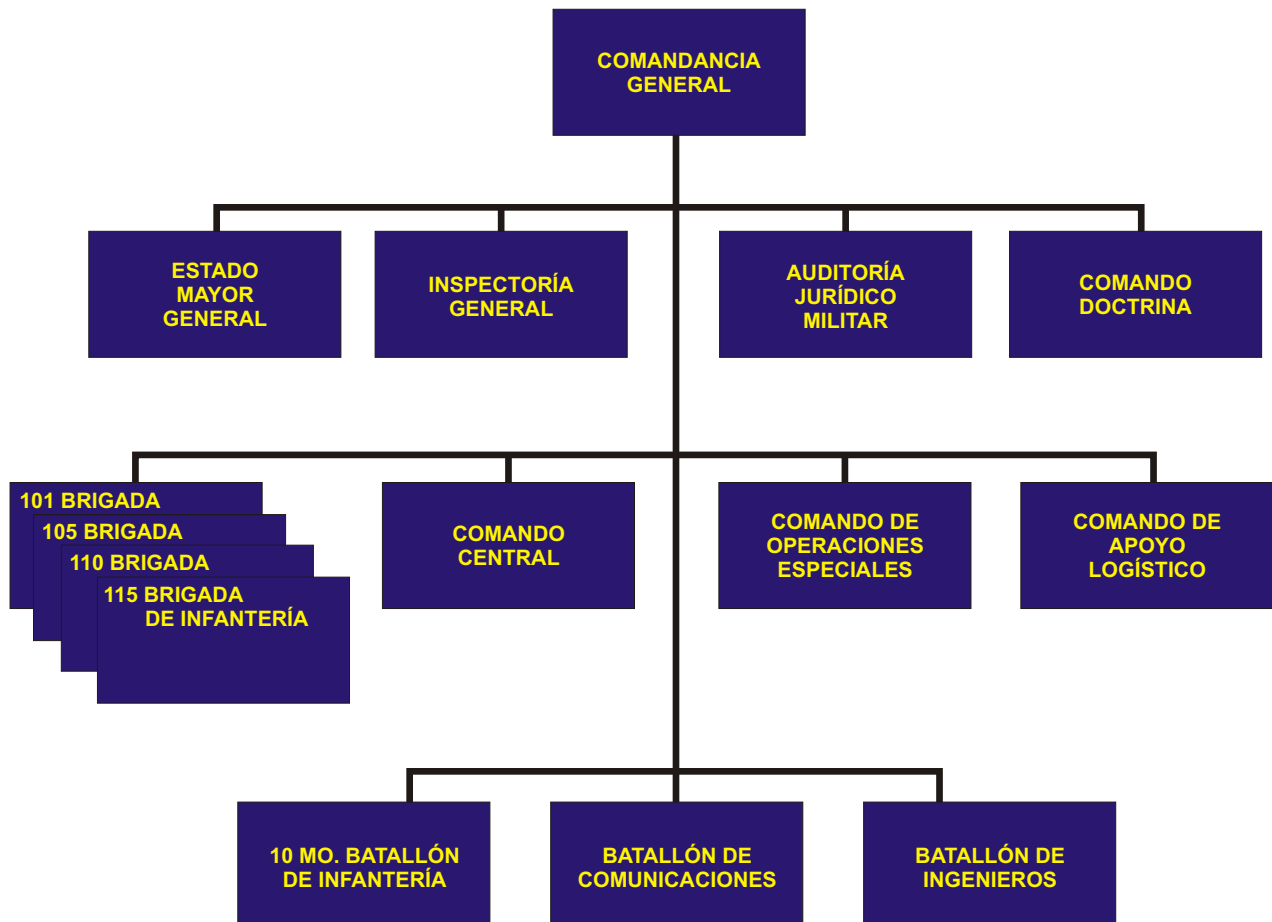 COMANDANCIA
GENERAL
ESTADO
MAYOR
GENERAL
INSPECTORÍA
GENERAL
AUDITORÍA
JURÍDICO
MILITAR
COMANDO
DOCTRINA
101 BRIGADA
105 BRIGADA
110 BRIGADA
115 BRIGADA
DE INFANTERÍA
COMANDO
CENTRAL
COMANDO DE
OPERACIONES
ESPECIALES
COMANDO DE
APOYO
LOGÍSTICO
10 MO. BATALLÓN
DE INFANTERÍA
BATALLÓN DE
COMUNICACIONES
BATALLÓN DE
INGENIEROS